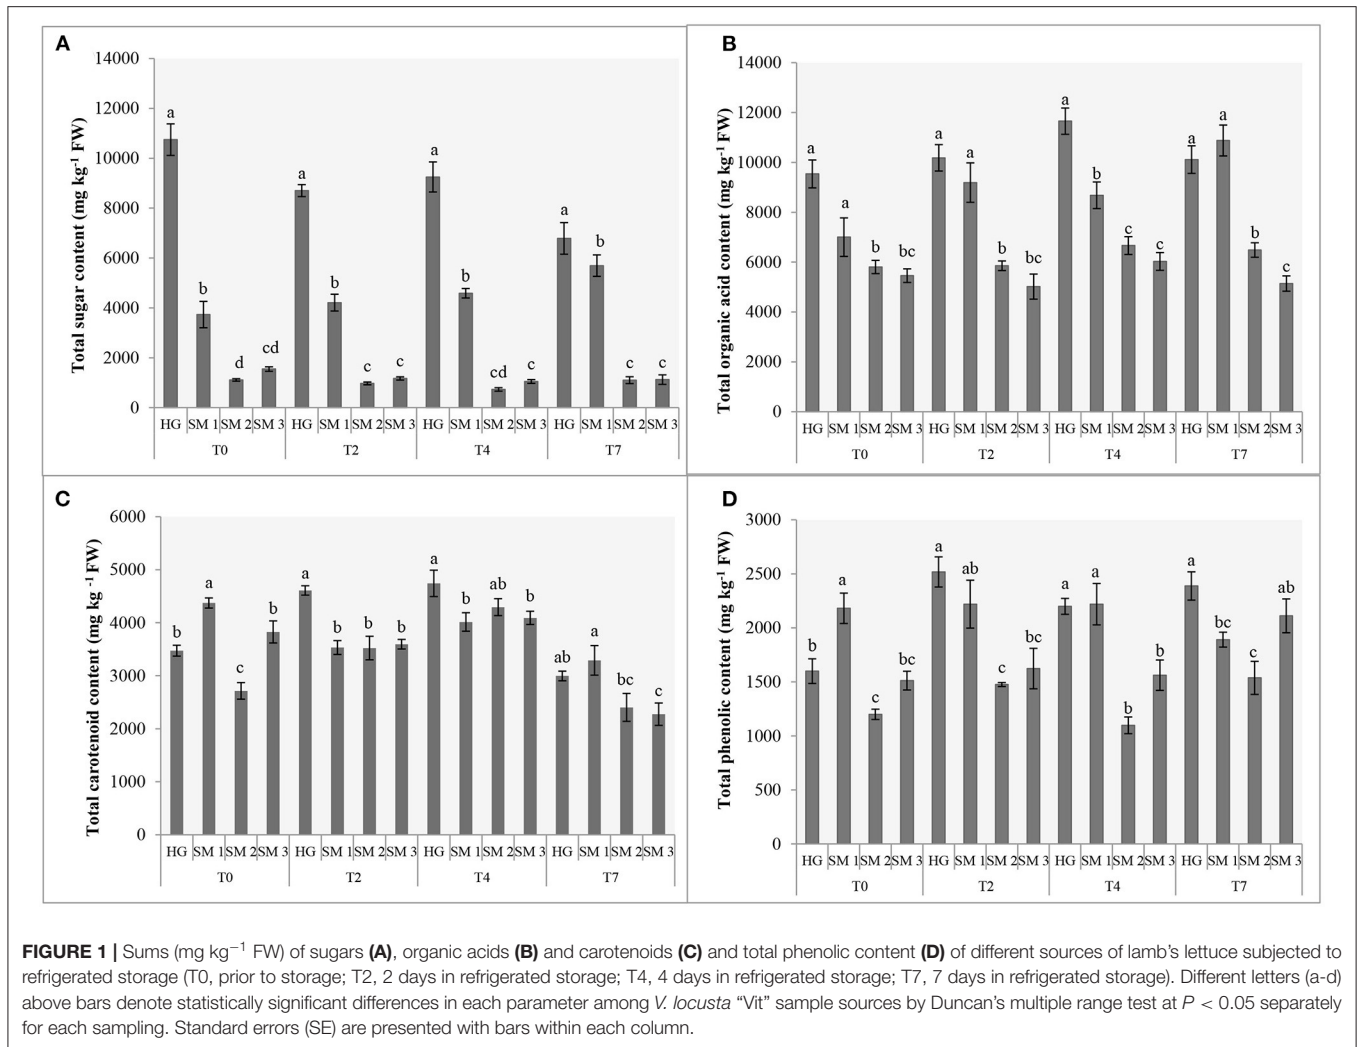 A
Total sugar content (mg kg-1 FW)
14000
12000
10000
8000
6000
4000
2000
0
a
b
d
cd
a
b
c
c
a
b
cd
c
a
b
c
c
HG SM 1 SM 2 SM 3 HG SM 1 SM 2 SM 3 HG SM 1 SM 2 SM 3 HG SM 1 SM 2 SM 3
T0 T2 T4 T7
B
Total organic acid content (mg kg-1 FW)
14000
12000
10000
8000
6000
4000
2000
0
a
a
b
bc
a
a
b
b
a
b
c
c
a
a
b
c
HG SM 1 SM 2 SM 3 HG SM 1 SM 2 SM 3 HG SM 1 SM 2 SM 3 HG SM 1 SM 2 SM 3
T0 T2 T4 T7
C
Total carotenoid content (mg kg -1 FW)
6000
5000
4000
3000
2000
1000
0
b
a
c
b
a
b
b
b
a
b
ab
b
ab
a
bc
c
HG SM 1 SM 2 SM 3 HG SM 1 SM 2 SM 3 HG SM 1 SM 2 SM 3 HG SM 1 SM 2 SM 3
T0 T2 T4 T7
D
Total phenolic content (mg kg-1 FW)
3000
2500
2000
1500
1000
500
0
b
a
c
bc
a
ab
c
bc
a
a
b
b
a
bc
c
ab
HG SM 1 SM 2 SM 3 HG SM 1 SM 2 SM 3 HG SM 1 SM 2 SM 3 HG SM 1 SM 2 SM 3
T0 T2 T4 T7
FIGURE 1 | Sums (mg kg−1 FW) of sugars (A), organic acids (B) and carotenoids (C) and total phenolic content (D) of different sources of lamb's lettuce subjected to
refrigerated storage (T0, prior to storage; T2, 2 days in refrigerated storage; T4, 4 days in refrigerated storage; T7, 7 days in refrigerated storage). Different letters (a-d)
above bars denote statistically significant differences in each parameter among V. locusta "Vit" sample sources by Duncan's multiple range test at P < 0.05 separately
for each sampling. Standard errors (SE) are presented with bars within each column.